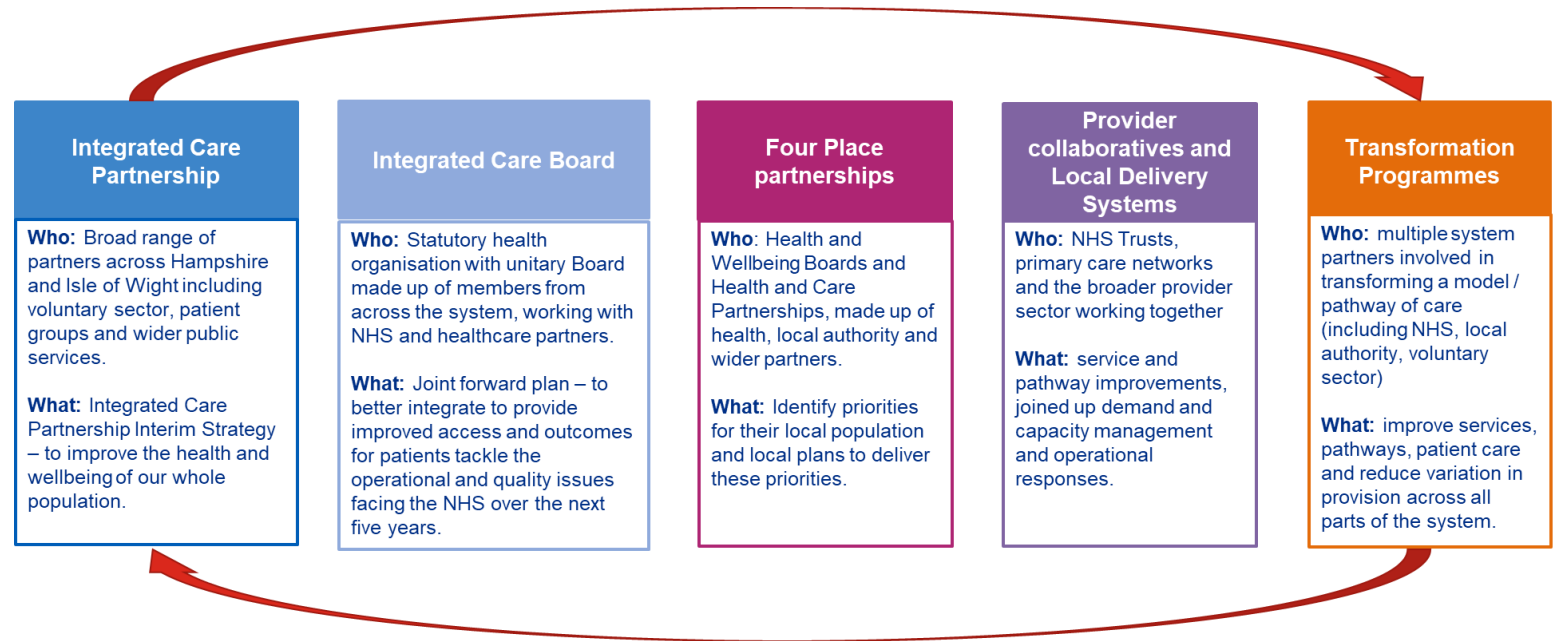 Integrated Care
Partnership
Who: Broad range of
partners across Hampshire
and Isle of Wight including
voluntary sector, patient
groups and wider public
services.
What: Integrated Care
Partnership Interim Strategy
– to improve the health and
wellbeing of our whole
population.
Integrated Care Board
Who: Statutory health
organisation with unitary Board
made up of members from
across the system, working with
NHS and healthcare partners.
What: Joint forward plan – to
better integrate to provide
improved access and outcomes
for patients tackle the
operational and quality issues
facing the NHS over the next
five years.
Four Place
partnerships
Who: Health and
Wellbeing Boards and
Health and Care
Partnerships, made up of
health, local authority and
wider partners.
What: Identify priorities
for their local population
and local plans to deliver
these priorities.
Provider
collaboratives and
Local Delivery
Systems
Who: NHS Trusts,
primary care networks
and the broader provider
sector working together
What: service and
pathway improvements,
joined up demand and
capacity management
and operational
responses.
Transformation
Programmes
Who: multiple system
partners involved in
transforming a model /
pathway of care
(including NHS, local
authority, voluntary
sector)
What: improve services,
pathways, patient care
and reduce variation in
provision across all
parts of the system.